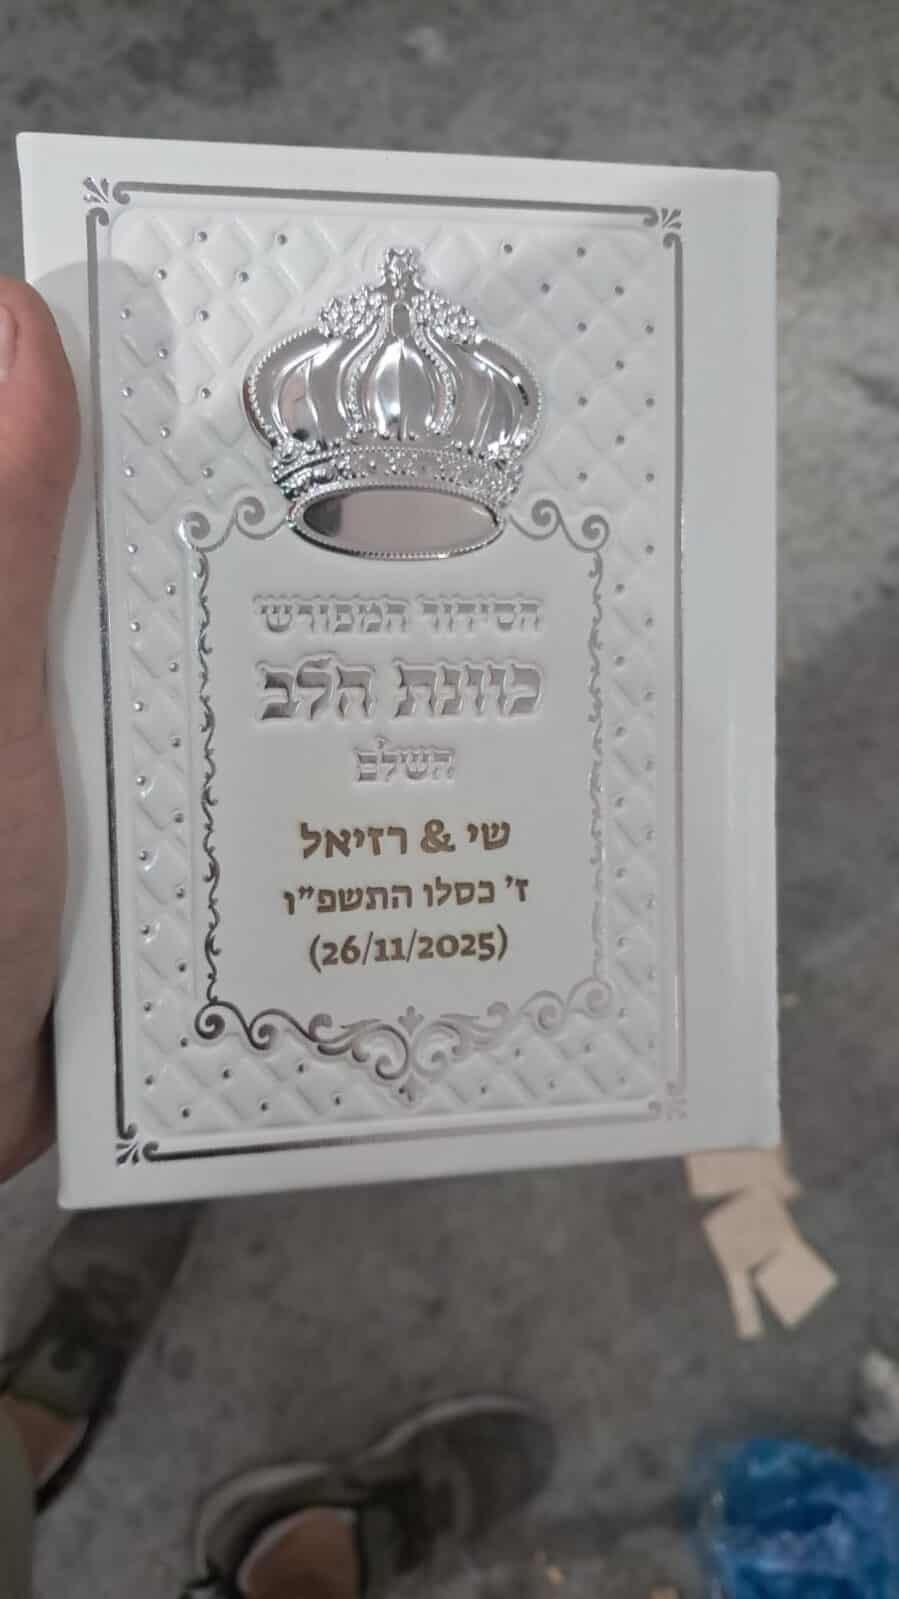 הסידור המפורש
כוונת הלב
השלם
שי & רזיאל
ז' כסלו התשפ"ו
(26/11/2025)